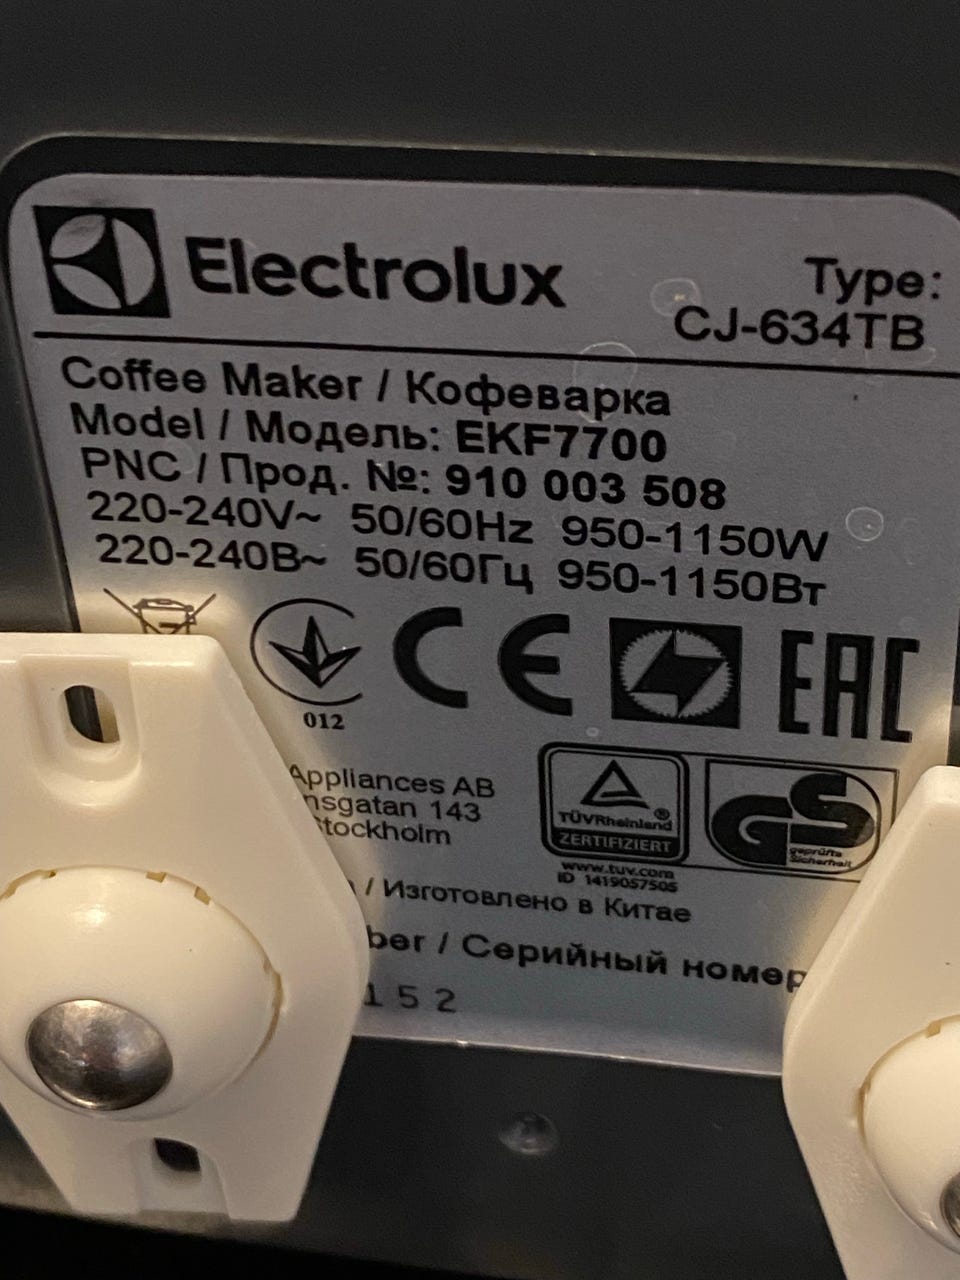 Electrolux
Type:
CJ-634TB
Coffee Maker / Кофеварка
Model / Модель: EKF7700
PNC / Прод. №: 910 003 508
220-240V~ 50/60Hz 950-1150W
220-240В~ 50/60Гц 950-1150Вт
012
CE
EAC
Appliances AB
143
TÜVRheinland®
ZERTIFIZIERT
www.tuv.com
ID 1419057505
GS
geprüfte
Sicherheit
/ Изготовлено в Китае
/ Серийный номер
152